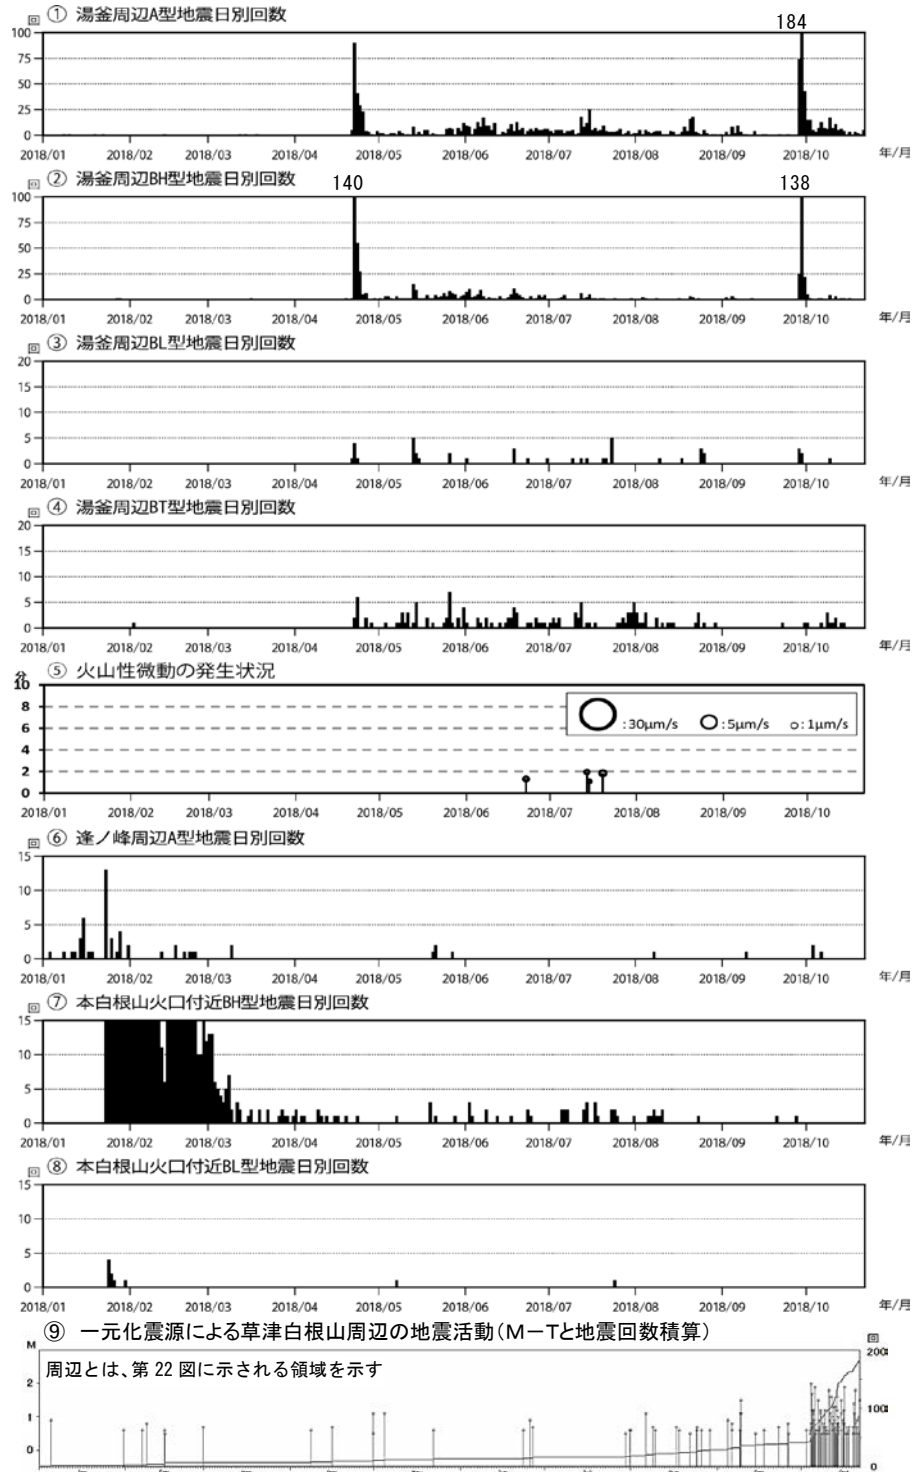 ① 湯釜周辺A型地震日別回数
回
184
100
75
50
25
0
2018/01 2018/02 2018/03 2018/04 2018/05 2018/06 2018/07 2018/08 2018/09 2018/10 年/月
② 湯釜周辺BH型地震日別回数
回
140 138
100
75
50
25
0
2018/01 2018/02 2018/03 2018/04 2018/05 2018/06 2018/07 2018/08 2018/09 2018/10 年/月
③ 湯釜周辺BL型地震日別回数
回
20
15
10
5
0
2018/01 2018/02 2018/03 2018/04 2018/05 2018/06 2018/07 2018/08 2018/09 2018/10 年/月
④ 湯釜周辺BT型地震日別回数
回
20
15
10
5
0
2018/01 2018/02 2018/03 2018/04 2018/05 2018/06 2018/07 2018/08 2018/09 2018/10 年/月
⑤ 火山性微動の発生状況
分
10
8
6
4
2
0
:30μm/s :5μm/s :1μm/s
2018/01 2018/02 2018/03 2018/04 2018/05 2018/06 2018/07 2018/08 2018/09 2018/10 年/月
⑥ 逢ノ峰周辺A型地震日別回数
回
15
10
5
0
2018/01 2018/02 2018/03 2018/04 2018/05 2018/06 2018/07 2018/08 2018/09 2018/10 年/月
⑦ 本白根山火口付近BH型地震日別回数
回
15
10
5
0
2018/01 2018/02 2018/03 2018/04 2018/05 2018/06 2018/07 2018/08 2018/09 2018/10 年/月
⑧ 本白根山火口付近BL型地震日別回数
回
15
10
5
0
2018/01 2018/02 2018/03 2018/04 2018/05 2018/06 2018/07 2018/08 2018/09 2018/10 年/月
⑨ 一元化震源による草津白根山周辺の地震活動(M-Tと地震回数積算)
M 回
周辺とは、第22図に示される領域を示す
2
1
0
200
100
0